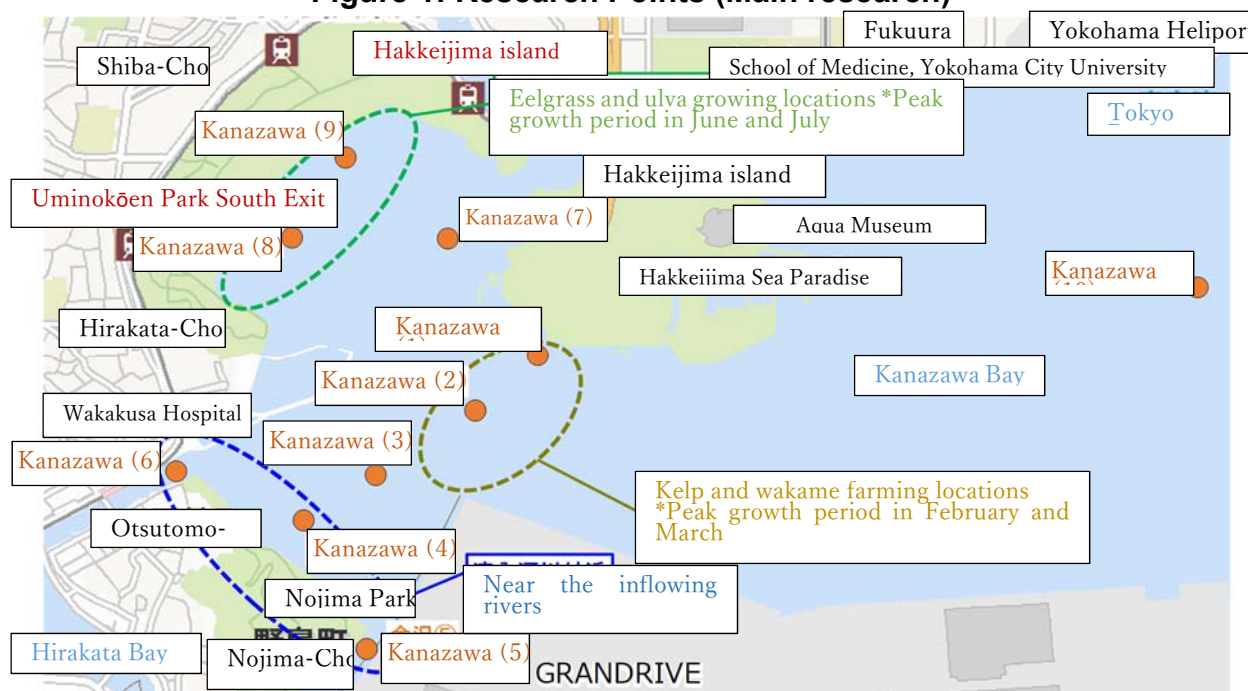 Figure 1. Research Points (Main research)
Fukuura
Yokohama Helipor
Shiba-Cho
Hakkeijima island
School of Medicine, Yokohama City University
Eelgrass and ulva growing locations *Peak
growth period in June and July
Tokyo
Kanazawa (9)
Hakkeijima island
Uminokōen Park South Exit
Kanazawa (7)
Aqua Museum
Kanazawa (8)
Hakkeijima Sea Paradise
Kanazawa
Hirakata-Cho
Kanazawa
Kanazawa (2)
Kanazawa Bay
Wakakusa Hospital
Kanazawa (3)
Kanazawa (6)
Kelp and wakame farming locations
*Peak growth period in February and
March
Otsutomo-
Kanazawa (4)
Near the inflowing
rivers
Nojima Park
野島町
Hirakata Bay
Nojima-Cho
Kanazawa (5)
GRANDRIVE